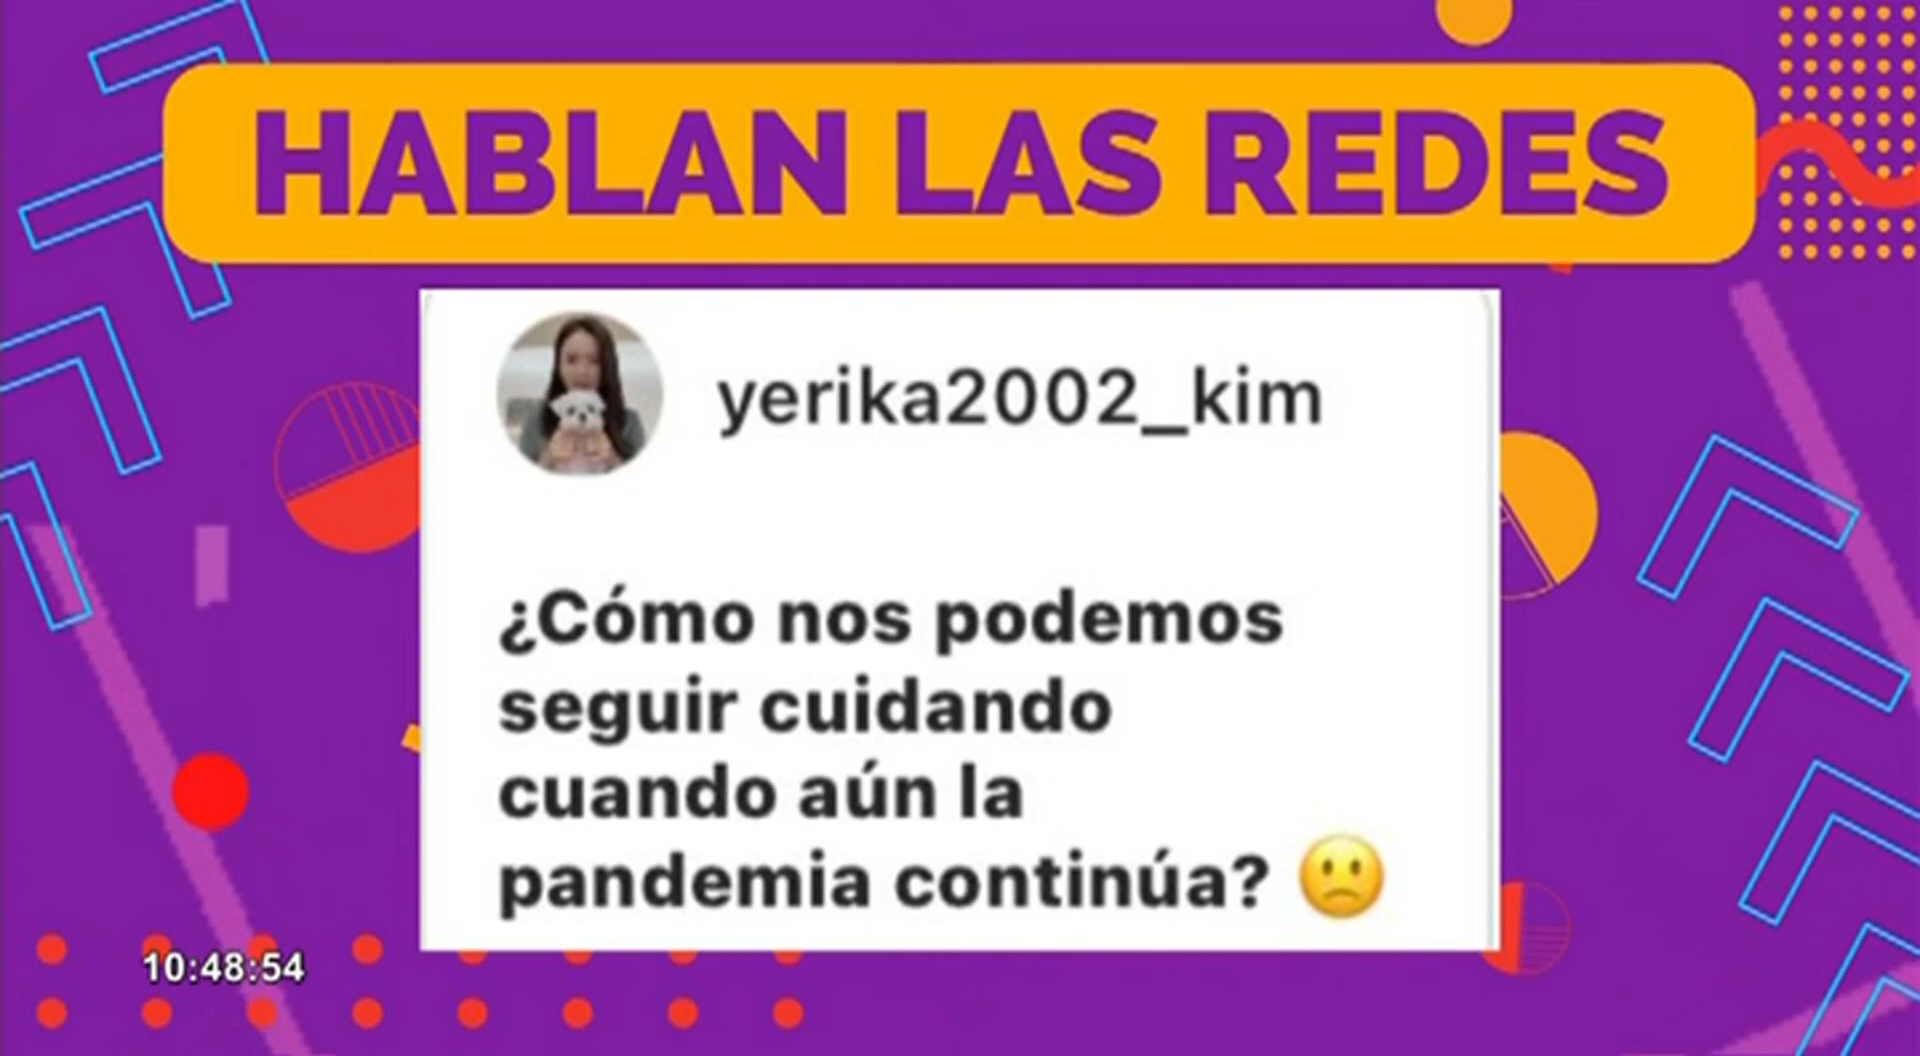 HABLAN LAS REDES
yerika2002_kim
¿Cómo nos podemos
seguir cuidando
cuando aún la
pandemia continúa? 🙁
10:48:54